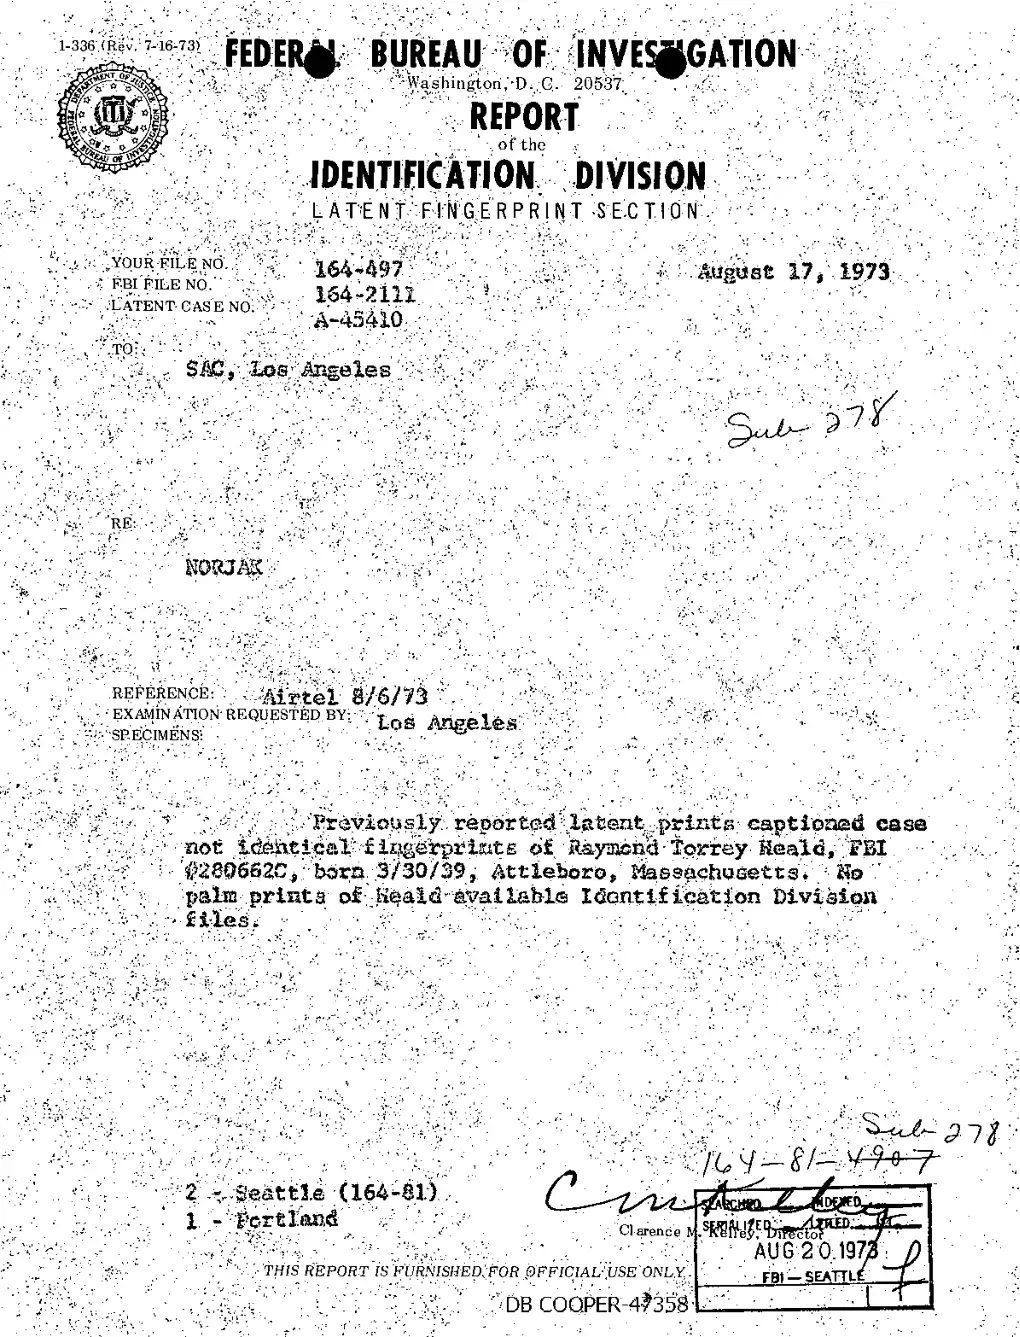 1-336 (Rev. 7-16-73)
FEDERAL BUREAU OF INVESTIGATION
Washington, D. C. 20537
REPORT
of the
IDENTIFICATION DIVISION
LATENT FINGERPRINT SECTION
YOUR FILE NO. 164-497
August 17, 1973
FBI FILE NO. 164-2111
LATENT CASE NO. A-45410
TO:
SAC, Los Angeles
Sub 278
RE:
NORJAK
REFERENCE: Airtel 8/6/73
EXAMINATION REQUESTED BY: Los Angeles
SPECIMENS:
Previously reported latent prints captioned case
not identical fingerprints of Raymond Torrey Heald, FBI
#280662C, born 3/30/39, Attleboro, Massachusetts. No
palm prints of Heald available Identification Division
files.
Sub 278
164-81-4907
2 - Seattle (164-81)
1 - Portland
SEARCHED INDEXED
SERIALIZED FILED
Clarence M. Kelley, Director
AUG 20 1973
FBI - SEATTLE
THIS REPORT IS FURNISHED FOR OFFICIAL USE ONLY
DB COOPER-47358